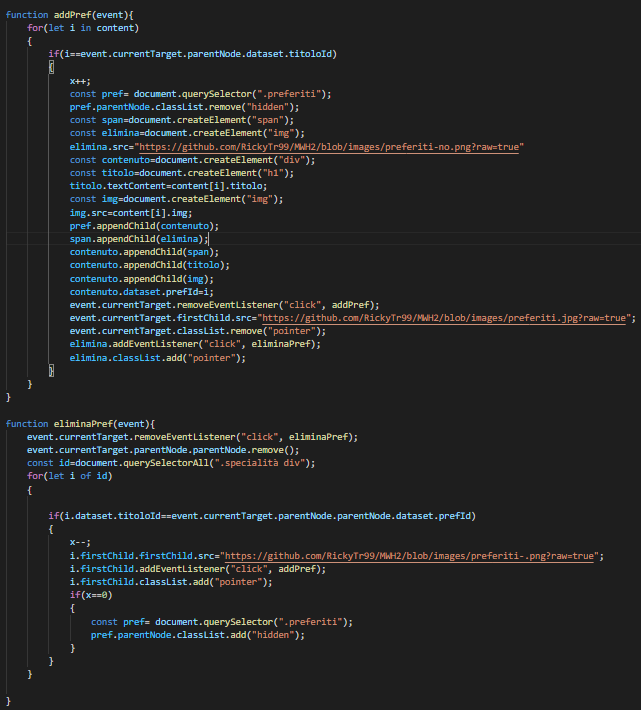 function addPref(event){
for(let i in content)
{
if(i==event.currentTarget.parentNode.dataset.titoloId)
{
x++;
const pref= document.querySelector(".preferiti");
pref.parentNode.classList.remove("hidden");
const span=document.createElement("span");
const elimina=document.createElement("img");
elimina.src="https://github.com/RickyTr99/MWH2/blob/images/preferiti-no.png?raw=true"
const contenuto=document.createElement("div");
const titolo=document.createElement("h1");
titolo.textContent=content[i].titolo;
const img=document.createElement("img");
img.src=content[i].img;
pref.appendChild(contenuto);
span.appendChild(elimina);
contenuto.appendChild(span);
contenuto.appendChild(titolo);
contenuto.appendChild(img);
contenuto.dataset.prefId=i;
event.currentTarget.removeEventListener("click", addPref);
event.currentTarget.firstChild.src="https://github.com/RickyTr99/MWH2/blob/images/preferiti.jpg?raw=true";
event.currentTarget.classList.remove("pointer");
elimina.addEventListener("click", eliminaPref);
elimina.classList.add("pointer");
}
}
}
function eliminaPref(event){
event.currentTarget.removeEventListener("click", eliminaPref);
event.currentTarget.parentNode.parentNode.remove();
const id=document.querySelectorAll(".specialità div");
for(let i of id)
{
if(i.dataset.titoloId==event.currentTarget.parentNode.parentNode.dataset.prefId)
{
x--;
i.firstChild.firstChild.src="https://github.com/RickyTr99/MWH2/blob/images/preferiti-.png?raw=true";
i.firstChild.addEventListener("click", addPref);
i.firstChild.classList.add("pointer");
if(x==0)
{
const pref= document.querySelector(".preferiti");
pref.parentNode.classList.add("hidden");
}
}
}
}